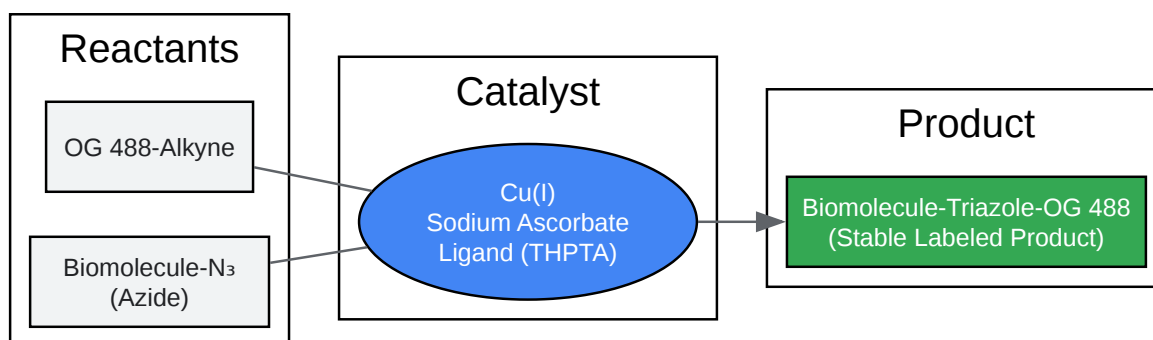 Reactants
OG 488-Alkyne
Biomolecule-N₃
(Azide)
Catalyst
Cu(I)
Sodium Ascorbate
Ligand (THPTA)
Product
Biomolecule-Triazole-OG 488
(Stable Labeled Product)